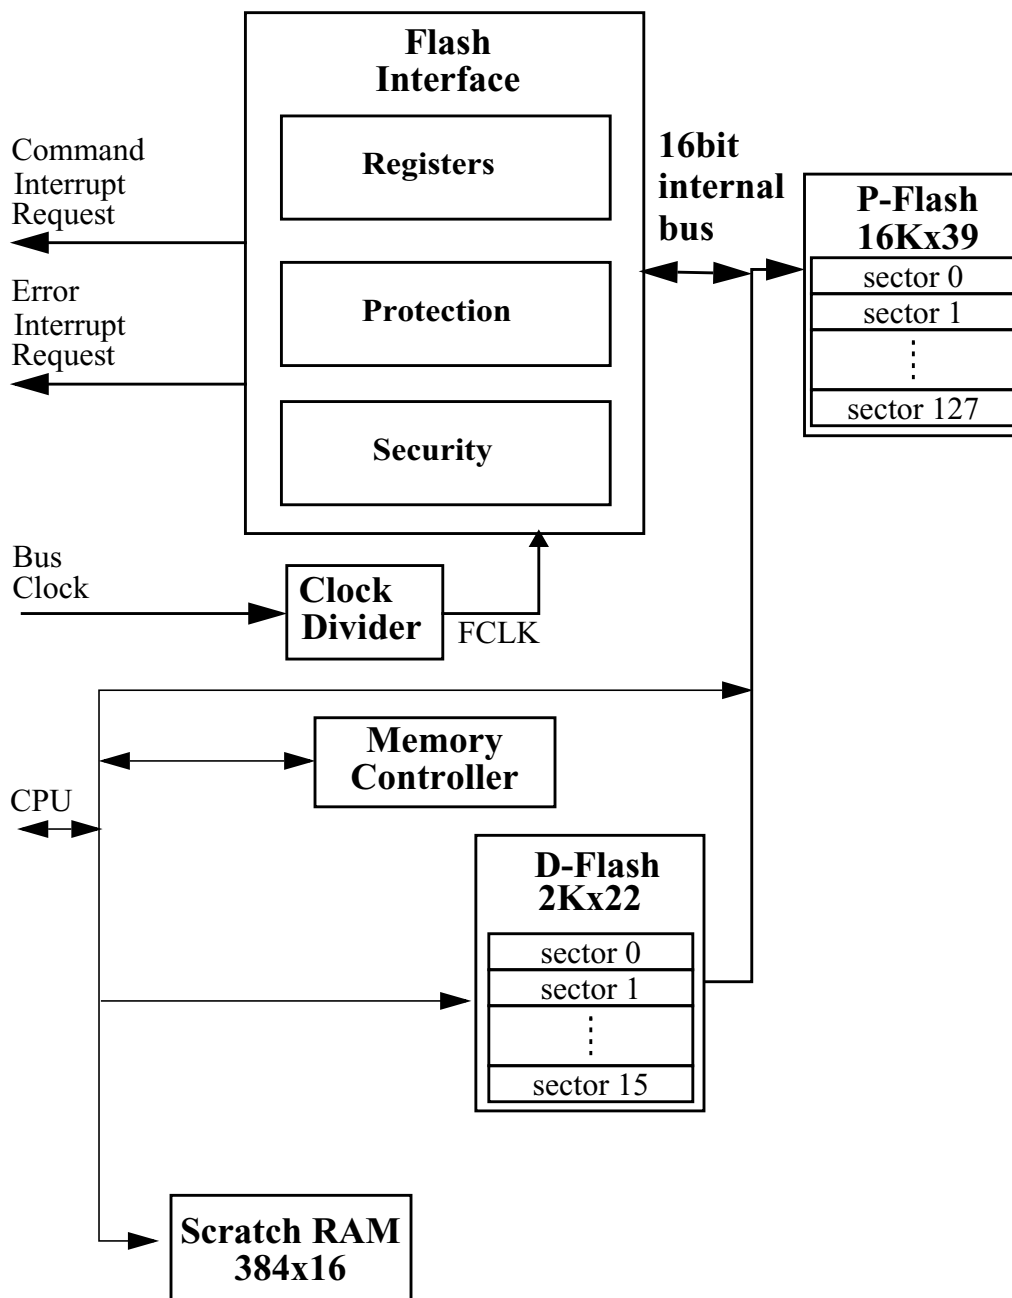 Flash
Interface
Registers
Protection
Security
Command
Interrupt
Request
Error
Interrupt
Request
16bit
internal
bus
P-Flash
16Kx39
sector 0
sector 1
sector 127
Bus
Clock
Clock
Divider
FCLK
Memory
Controller
CPU
D-Flash
2Kx22
sector 0
sector 1
sector 15
Scratch RAM
384x16